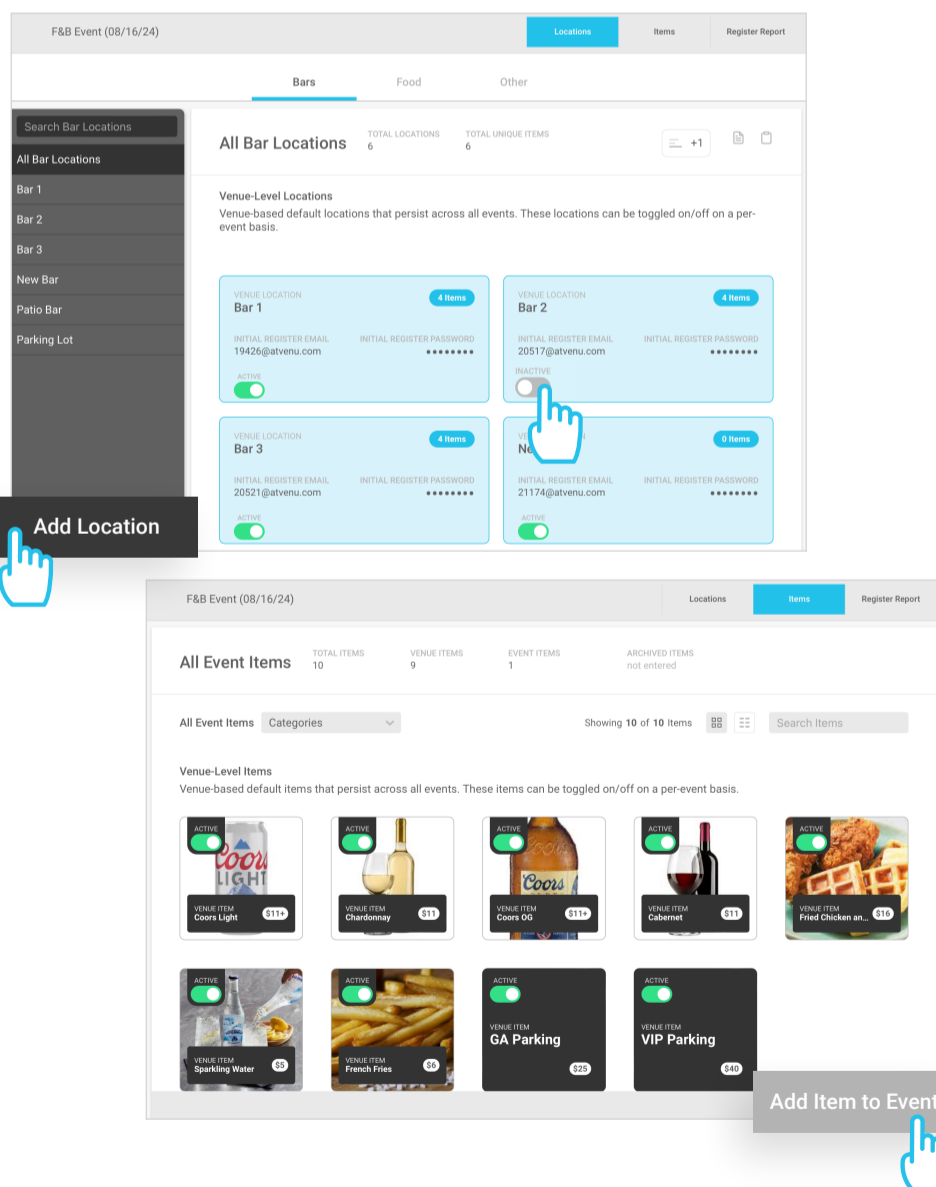 F&B Event (08/16/24)
Locations
Items
Register Report
Bars
Food
Other
Search Bar Locations
All Bar Locations
Bar 1
Bar 2
Bar 3
New Bar
Patio Bar
Parking Lot
Add Location
All Bar Locations
TOTAL LOCATIONS
6
TOTAL UNIQUE ITEMS
6
+1
Venue-Level Locations
Venue-based default locations that persist across all events. These locations can be toggled on/off on a per-
event basis.
VENUE LOCATION
Bar 1
4 Items
INITIAL REGISTER EMAIL
19426@atvenu.com
INITIAL REGISTER PASSWORD
••••••••
ACTIVE
VENUE LOCATION
Bar 2
4 Items
INITIAL REGISTER EMAIL
20517@atvenu.com
INITIAL REGISTER PASSWORD
••••••••
INACTIVE
VENUE LOCATION
Bar 3
4 Items
INITIAL REGISTER EMAIL
20521@atvenu.com
INITIAL REGISTER PASSWORD
••••••••
ACTIVE
0 Items
INITIAL REGISTER EMAIL
21174@atvenu.com
INITIAL REGISTER PASSWORD
••••••••
ACTIVE
F&B Event (08/16/24)
Locations
Items
Register Report
All Event Items
TOTAL ITEMS
10
VENUE ITEMS
9
EVENT ITEMS
1
ARCHIVED ITEMS
not entered
All Event Items
Categories
Showing 10 of 10 Items
Search Items
Venue-Level Items
Venue-based default items that persist across all events. These items can be toggled on/off on a per-event basis.
ACTIVE
Coors
LIGHT
VENUE ITEM
Coors Light
$11+
ACTIVE
VENUE ITEM
Chardonnay
$11
ACTIVE
Coors
VENUE ITEM
Coors OG
$11+
ACTIVE
VENUE ITEM
Cabernet
$11
ACTIVE
VENUE ITEM
Fried Chicken an...
$16
ACTIVE
VENUE ITEM
Sparkling Water
$5
ACTIVE
VENUE ITEM
French Fries
$6
ACTIVE
VENUE ITEM
GA Parking
$25
ACTIVE
VENUE ITEM
VIP Parking
$40
Add Item to Event